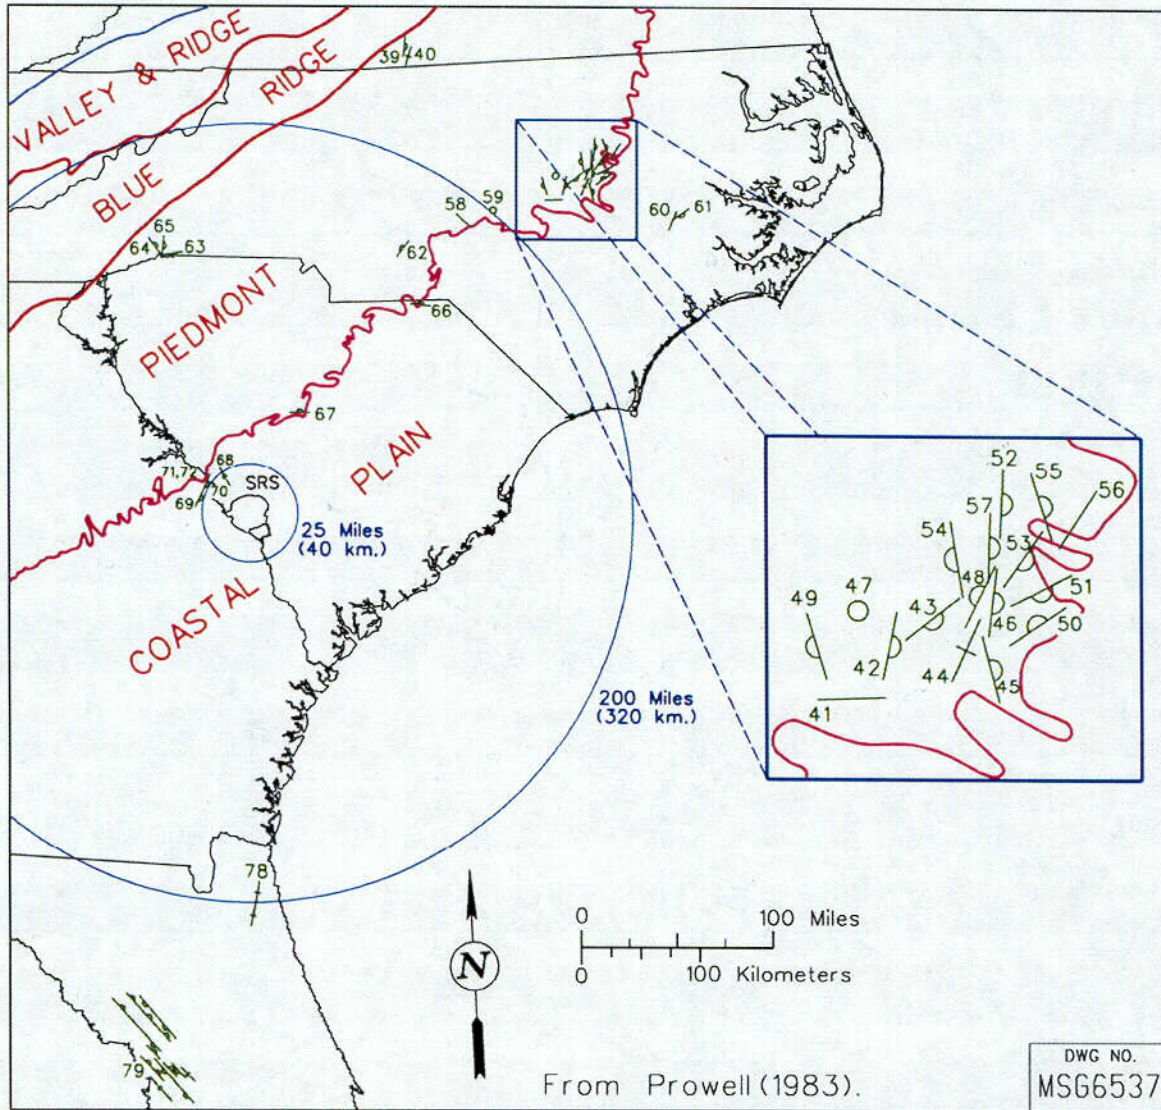 VALLEY & RIDGE
BLUE RIDGE
PIEDMONT
COASTAL PLAIN
39
40
58
59
60
61
62
63
64
65
66
67
68
69
70
71,72
SRS
25 Miles
(40 km.)
200 Miles
(320 km.)
78
79
52
55
57
56
54
53
48
47
49
43
51
46
50
42
44
45
41
N
0
100 Miles
0
100 Kilometers
From Prowell(1983).
DWG NO.
MSG6537